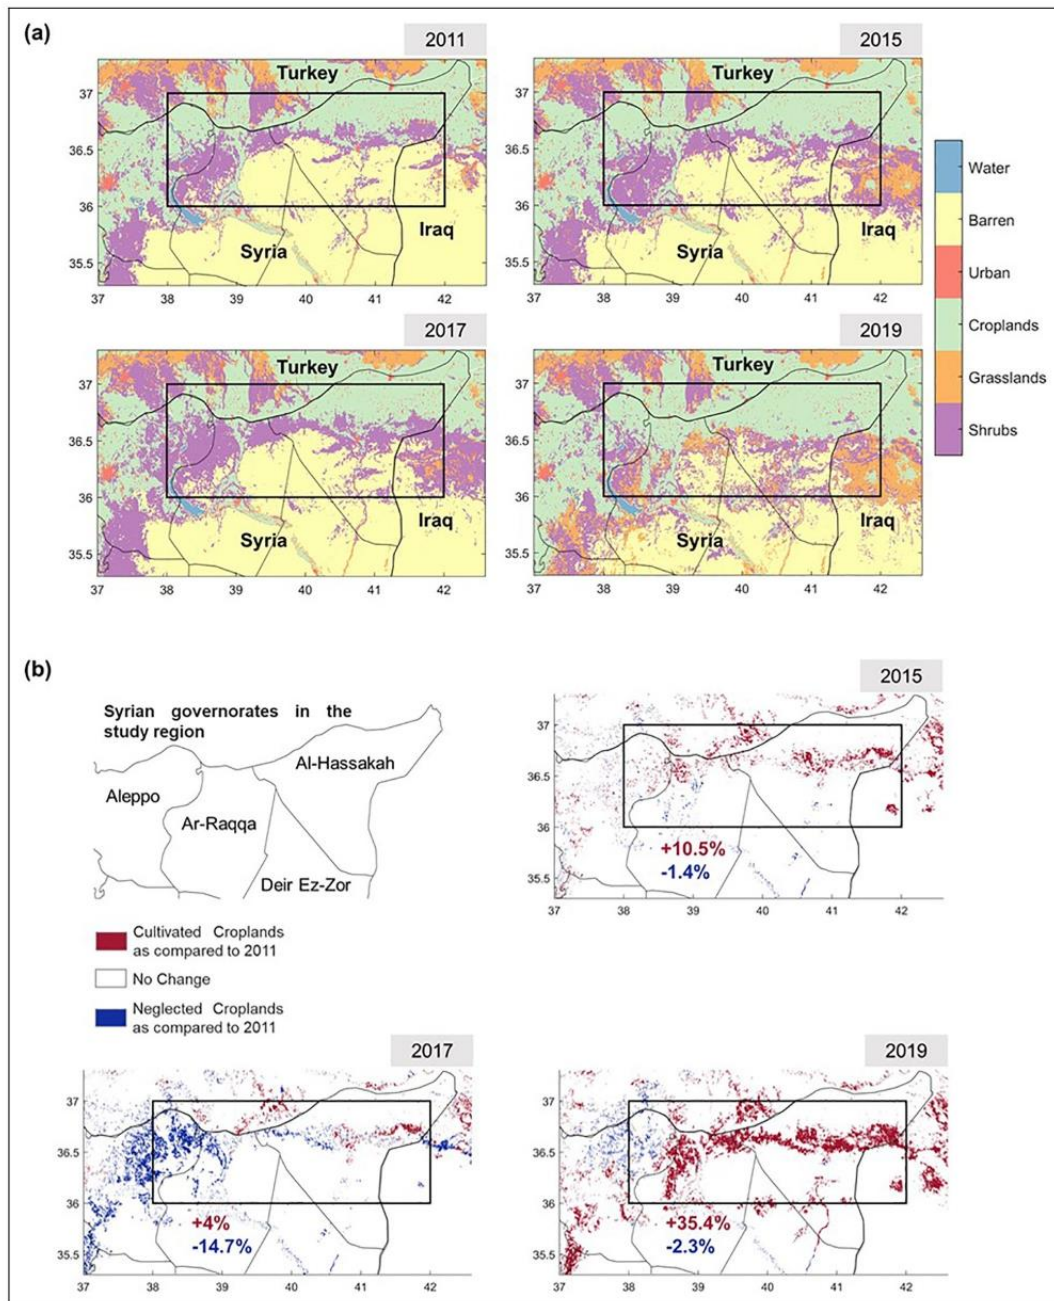 (a)
2011
2015
Turkey
Turkey
37
37
36.5
36.5
36
36
Iraq
Iraq
Syria
Syria
35.5
35.5
37 38 39 40 41 42
37 38 39 40 41 42
Water
Barren
Urban
Croplands
Grasslands
Shrubs
2017
2019
Turkey
Turkey
37
37
36.5
36.5
36
36
Iraq
Iraq
Syria
Syria
35.5
35.5
37 38 39 40 41 42
37 38 39 40 41 42
(b)
Syrian governorates in the
study region
Al-Hassakah
Aleppo
Ar-Raqqa
Deir Ez-Zor
2015
37
36.5
36
+10.5%
-1.4%
35.5
37 38 39 40 41 42
Cultivated Croplands
as compared to 2011
No Change
Neglected Croplands
as compared to 2011
2017
37
36.5
36
+4%
-14.7%
35.5
37 38 39 40 41 42
2019
37
36.5
36
+35.4%
-2.3%
35.5
37 38 39 40 41 42